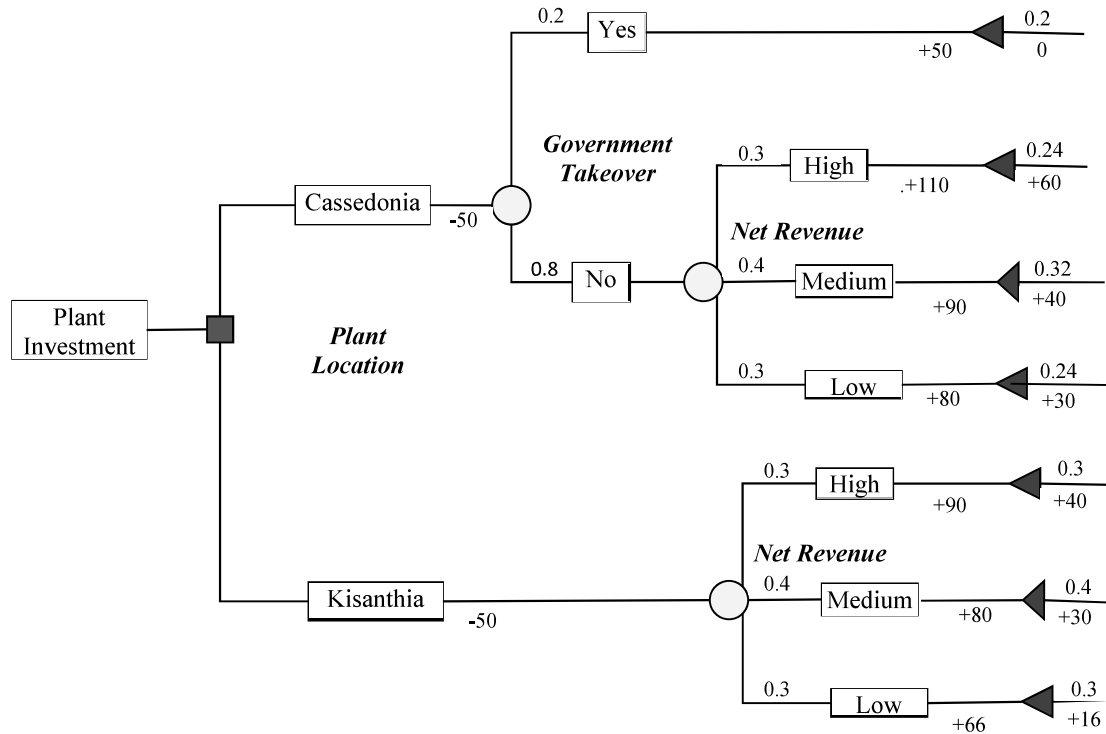 0.2
Yes
+50
0.2
0
Government
Takeover
0.3
High
.+110
0.24
+60
Cassedonia
-50
Net Revenue
0.8
No
0.4
Medium
+90
0.32
+40
Plant
Investment
Plant
Location
0.3
Low
+80
0.24
+30
0.3
High
+90
0.3
+40
Net Revenue
Kisanthia
-50
0.4
Medium
+80
0.4
+30
0.3
Low
+66
0.3
+16